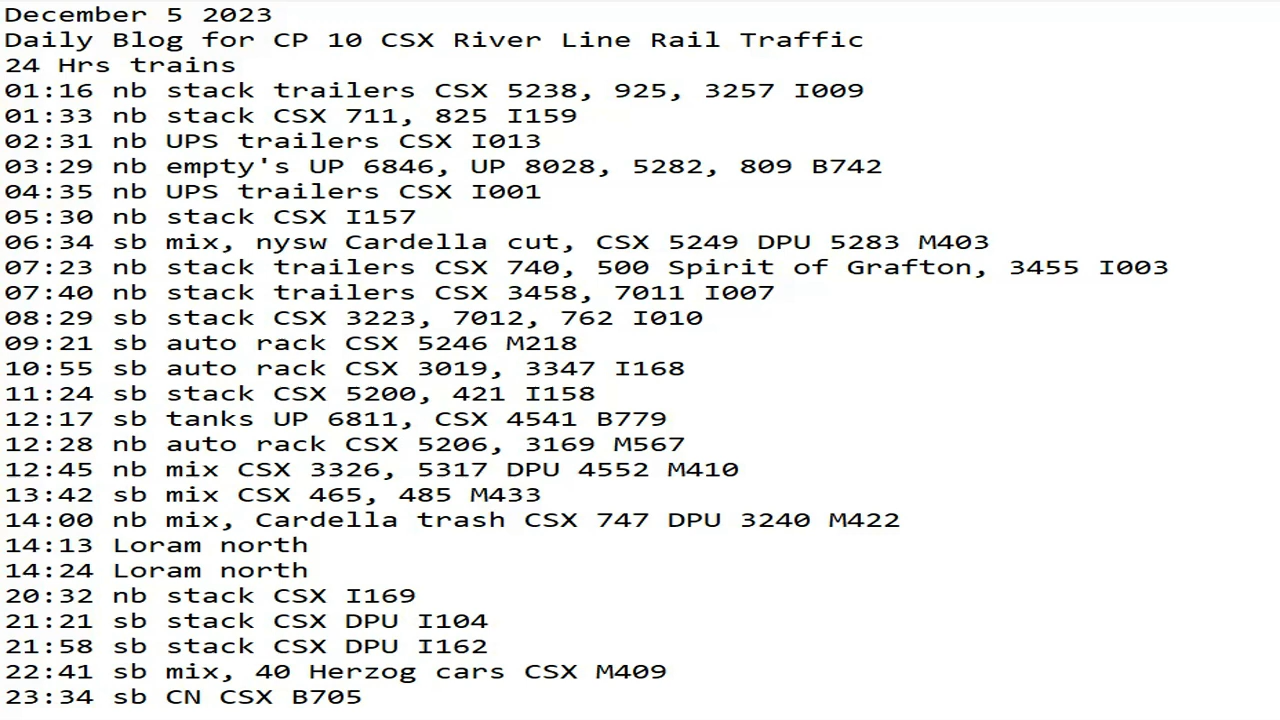 December 5 2023
Daily Blog for CP 10 CSX River Line Rail Traffic
24 Hrs trains
01:16 nb stack trailers CSX 5238, 925, 3257 I009
01:33 nb stack CSX 711, 825 I159
02:31 nb UPS trailers CSX I013
03:29 nb empty's UP 6846, UP 8028, 5282, 809 B742
04:35 nb UPS trailers CSX I001
05:30 nb stack CSX I157
06:34 sb mix, nysw Cardella cut, CSX 5249 DPU 5283 M403
07:23 nb stack trailers CSX 740, 500 Spirit of Grafton, 3455 I003
07:40 nb stack trailers CSX 3458, 7011 I007
08:29 sb stack CSX 3223, 7012, 762 I010
09:21 sb auto rack CSX 5246 M218
10:55 sb auto rack CSX 3019, 3347 I168
11:24 sb stack CSX 5200, 421 I158
12:17 sb tanks UP 6811, CSX 4541 B779
12:28 nb auto rack CSX 5206, 3169 M567
12:45 nb mix CSX 3326, 5317 DPU 4552 M410
13:42 sb mix CSX 465, 485 M433
14:00 nb mix, Cardella trash CSX 747 DPU 3240 M422
14:13 Loram north
14:24 Loram north
20:32 nb stack CSX I169
21:21 sb stack CSX DPU I104
21:58 sb stack CSX DPU I162
22:41 sb mix, 40 Herzog cars CSX M409
23:34 sb CN CSX B705